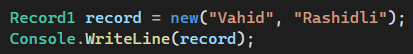 Record1 record = new("Vahid", "Rashidli");
Console.WriteLine(record);